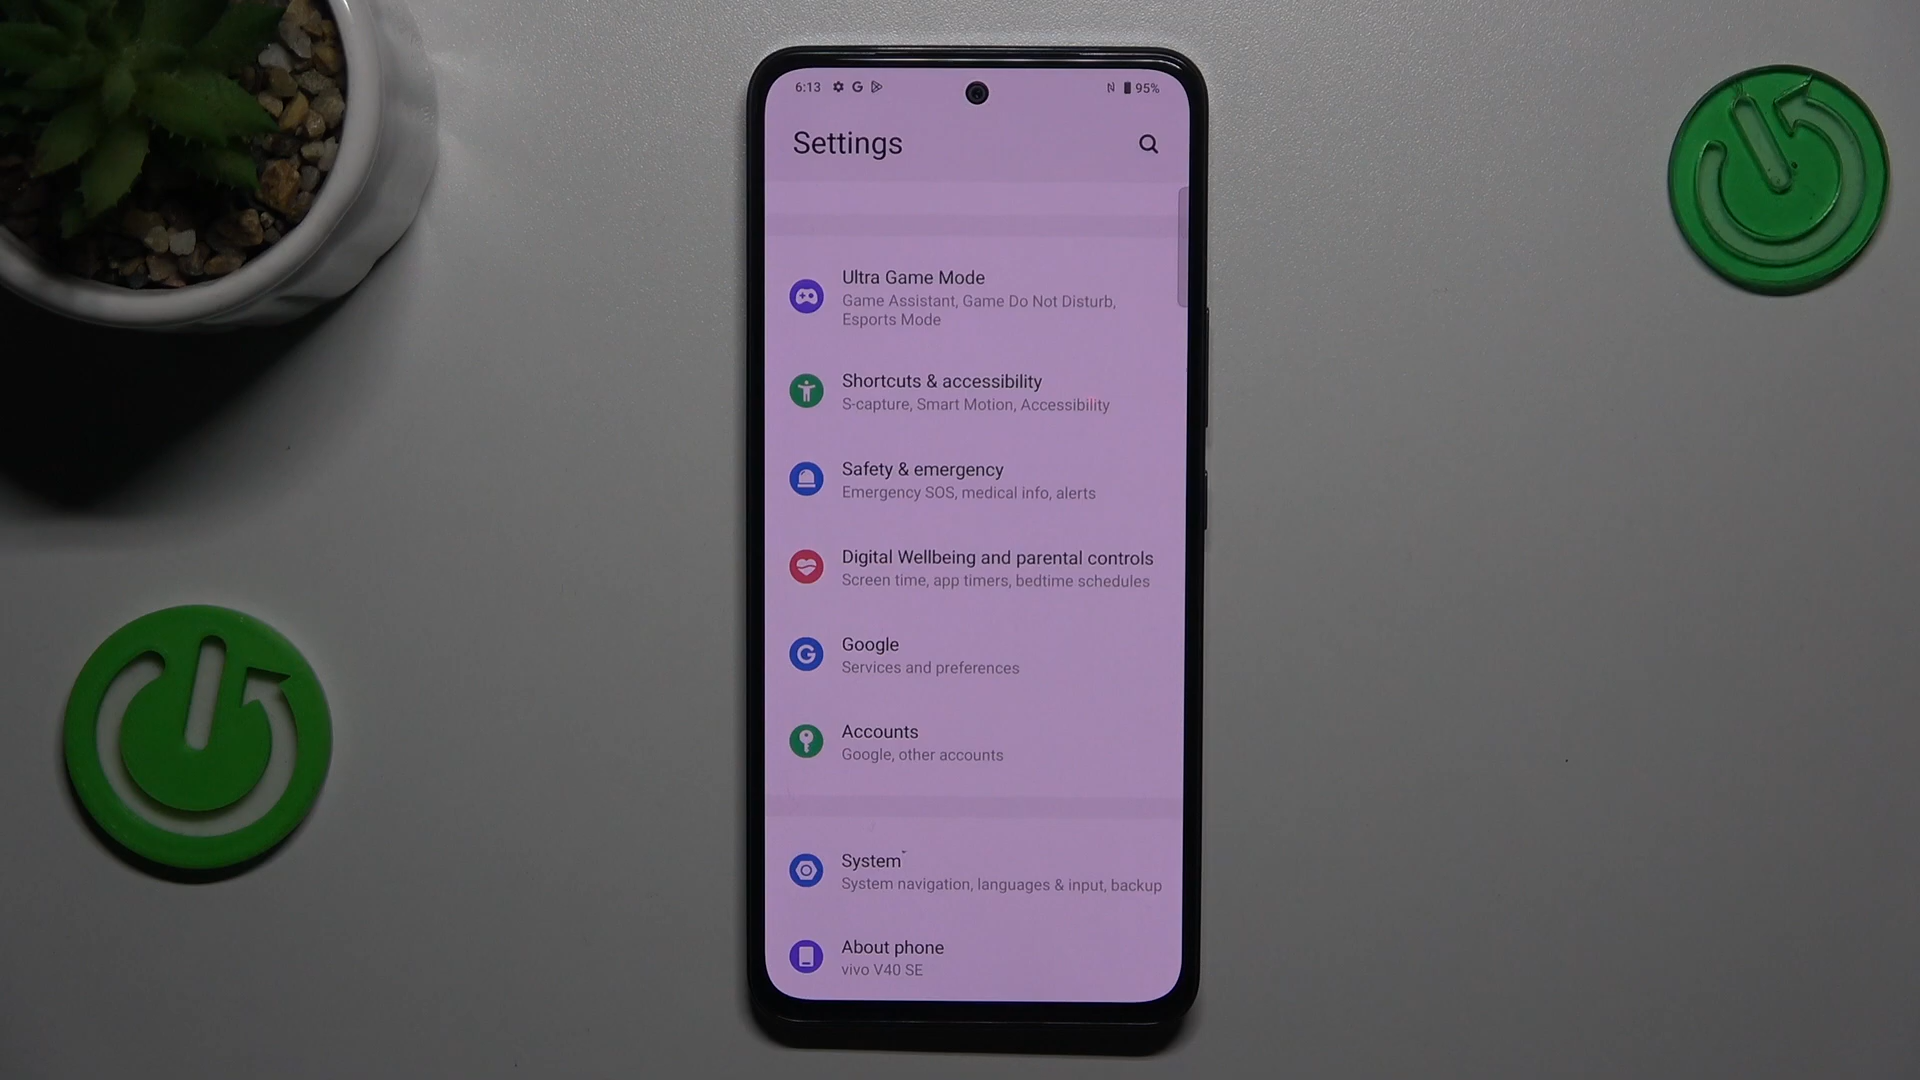 6:13
95%
Settings
Ultra Game Mode
Game Assistant, Game Do Not Disturb,
Esports Mode
Shortcuts & accessibility
S-capture, Smart Motion, Accessibility
Safety & emergency
Emergency SOS, medical info, alerts
Digital Wellbeing and parental controls
Screen time, app timers, bedtime schedules
Google
Services and preferences
Accounts
Google, other accounts
System
System navigation, languages & input, backup
About phone
vivo V40 SE